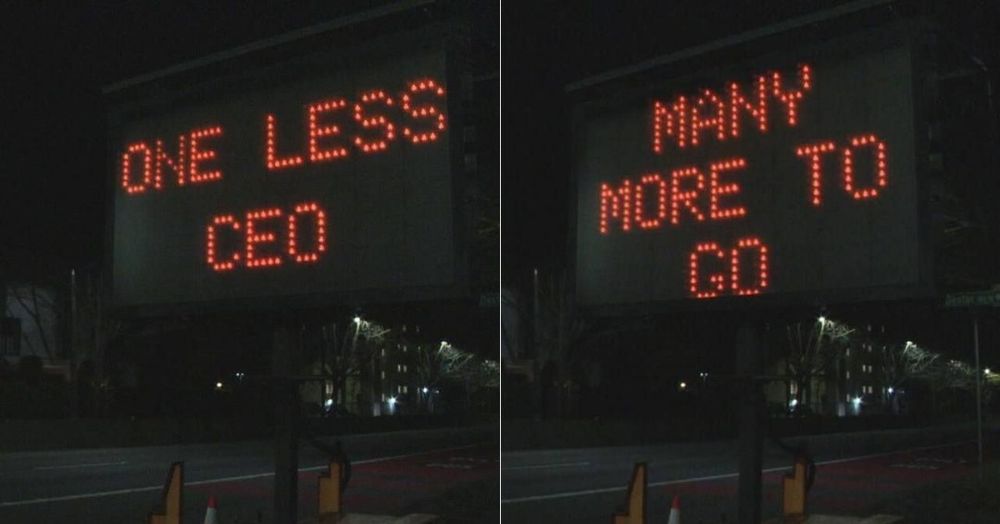 ONE LESS
CEO
MANY
MORE TO
GO